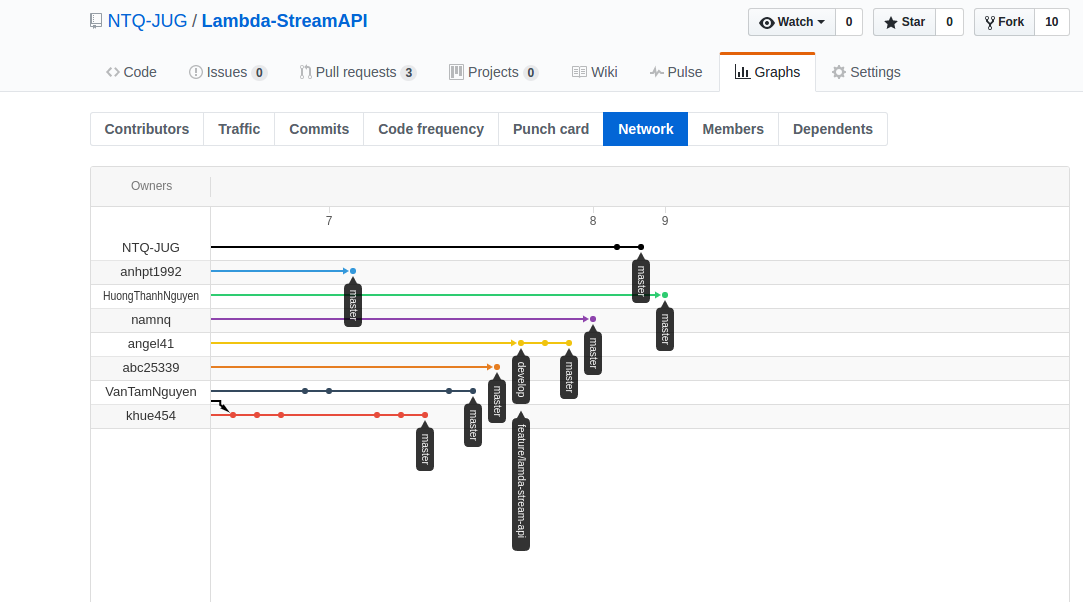 NTQ-JUG / Lambda-StreamAPI
Watch 0 Star 0 Fork 10
Code Issues 0 Pull requests 3 Projects 0 Wiki Pulse Graphs Settings
Contributors Traffic Commits Code frequency Punch card Network Members Dependents
Owners
7 8 9
NTQ-JUG
master
anhpt1992
master
HuongThanhNguyen
master
namnq
master
angel41
develop
master
abc25339
master
VanTamNguyen
master
khue454
master
feature/lamda-stream-api